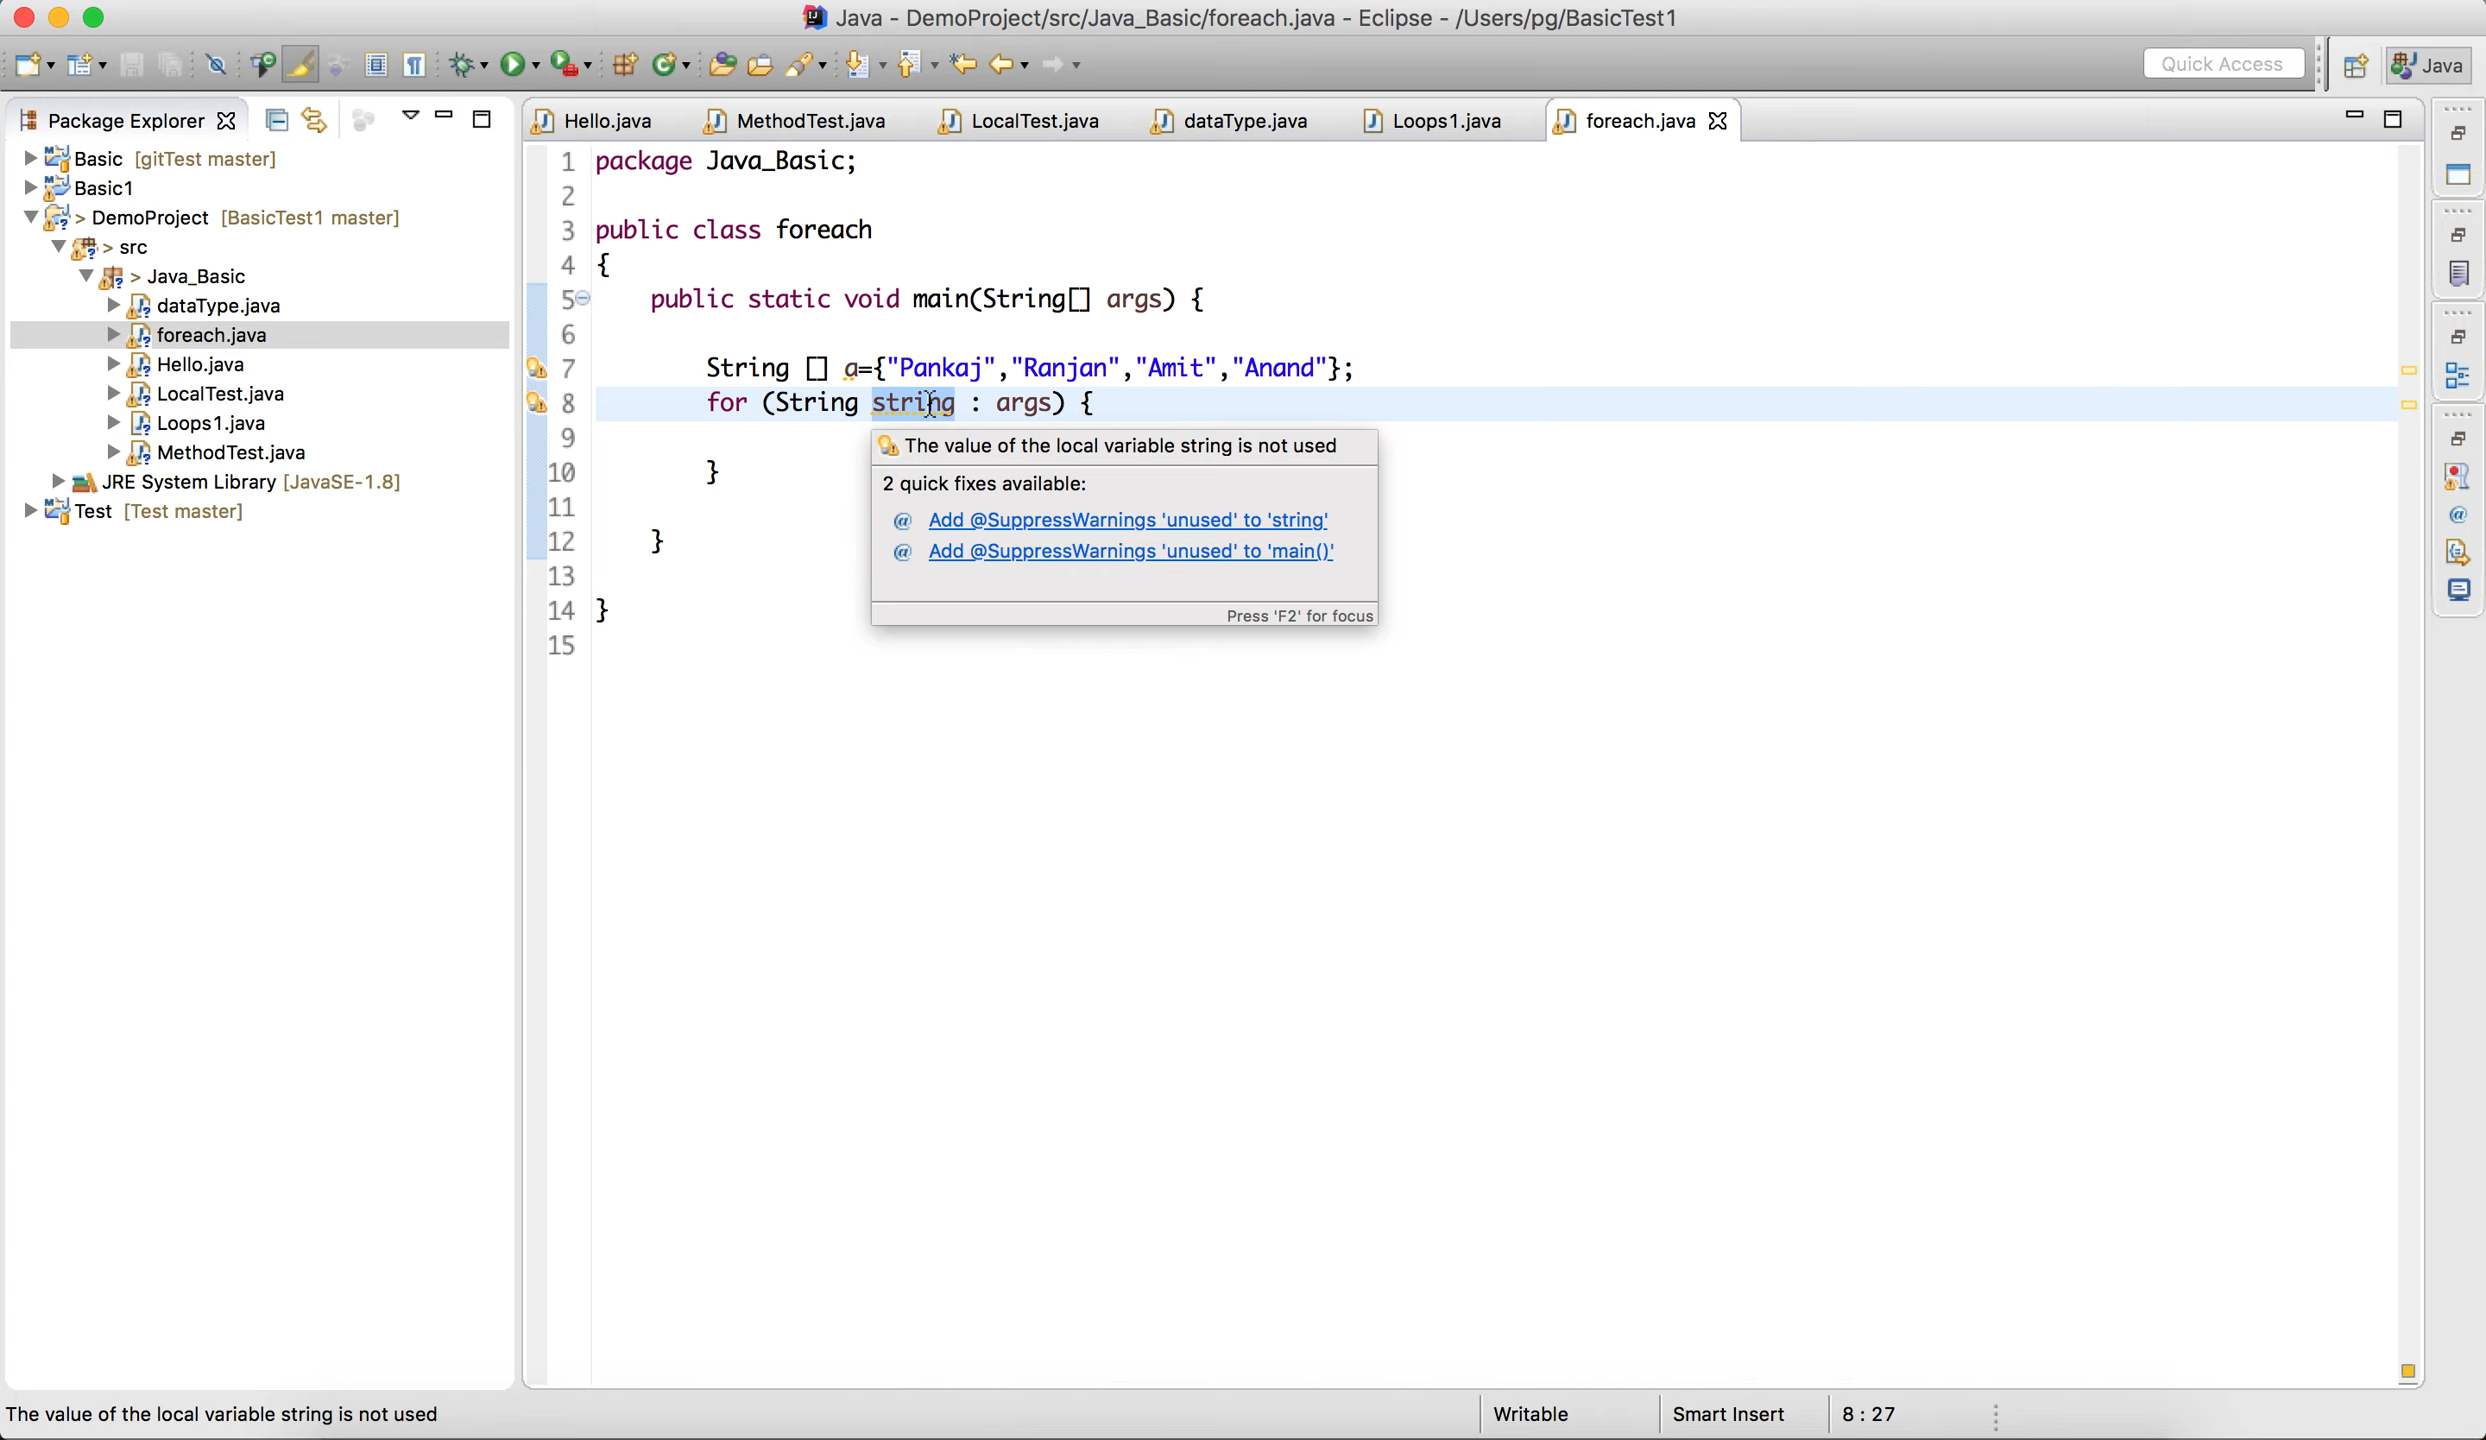 Java - DemoProject/src/Java_Basic/foreach.java - Eclipse - /Users/pg/BasicTest1
Quick Access
Java
Package Explorer
Basic [gitTest master]
Basic1
> DemoProject [BasicTest1 master]
> src
> Java_Basic
dataType.java
foreach.java
Hello.java
LocalTest.java
Loops1.java
MethodTest.java
JRE System Library [JavaSE-1.8]
Test [Test master]
Hello.java MethodTest.java LocalTest.java dataType.java Loops1.java foreach.java
1 package Java_Basic;
2
3 public class foreach
4 {
5 public static void main(String[] args) {
6
7 String [] a={"Pankaj","Ranjan","Amit","Anand"};
8 for (String string : args) {
9
10 }
11
12 }
13
14 }
15
The value of the local variable string is not used
2 quick fixes available:
@ Add @SuppressWarnings 'unused' to 'string'
@ Add @SuppressWarnings 'unused' to 'main()'
Press 'F2' for focus
The value of the local variable string is not used
Writable
Smart Insert
8 : 27